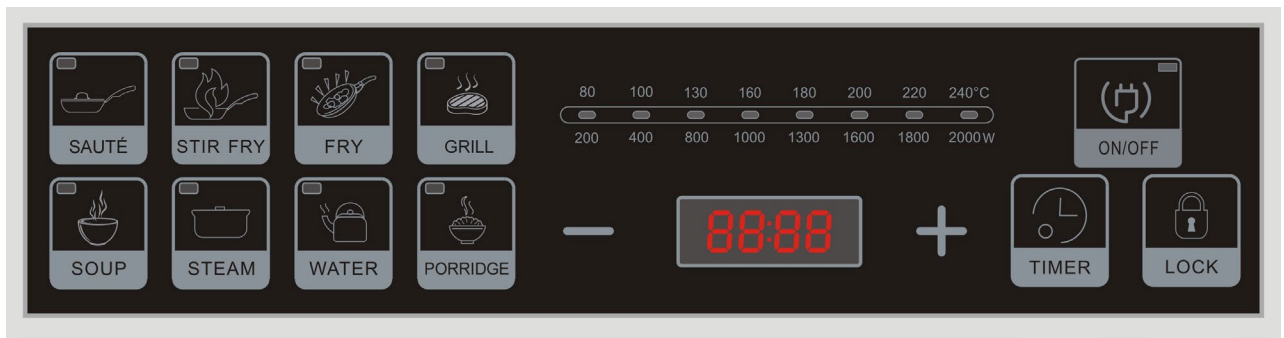 SAUTÉ
STIR FRY
FRY
GRILL
80 100 130 160 180 200 220 240°C
200 400 800 1000 1300 1600 1800 2000W
ON/OFF
SOUP
STEAM
WATER
PORRIDGE
88:88
TIMER
LOCK